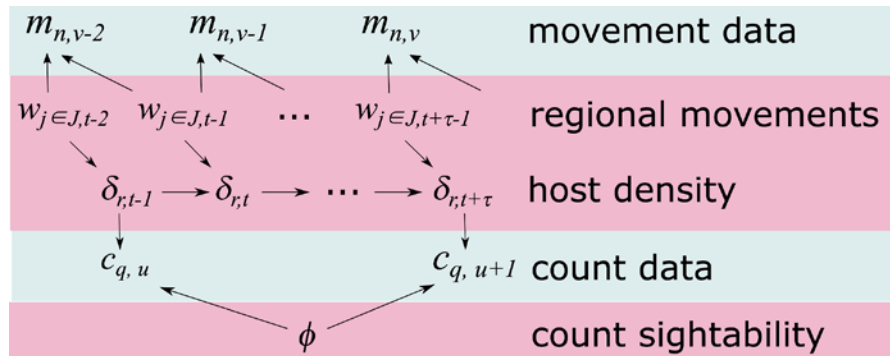 m_{n,v-2} m_{n,v-1} m_{n,v} movement data
w_{j∈J,t-2} w_{j∈J,t-1} ... w_{j∈J,t+τ-1} regional movements
δ_{r,t-1} δ_{r,t} ... δ_{r,t+τ} host density
c_{q, u} c_{q, u+1} count data
ϕ count sightability